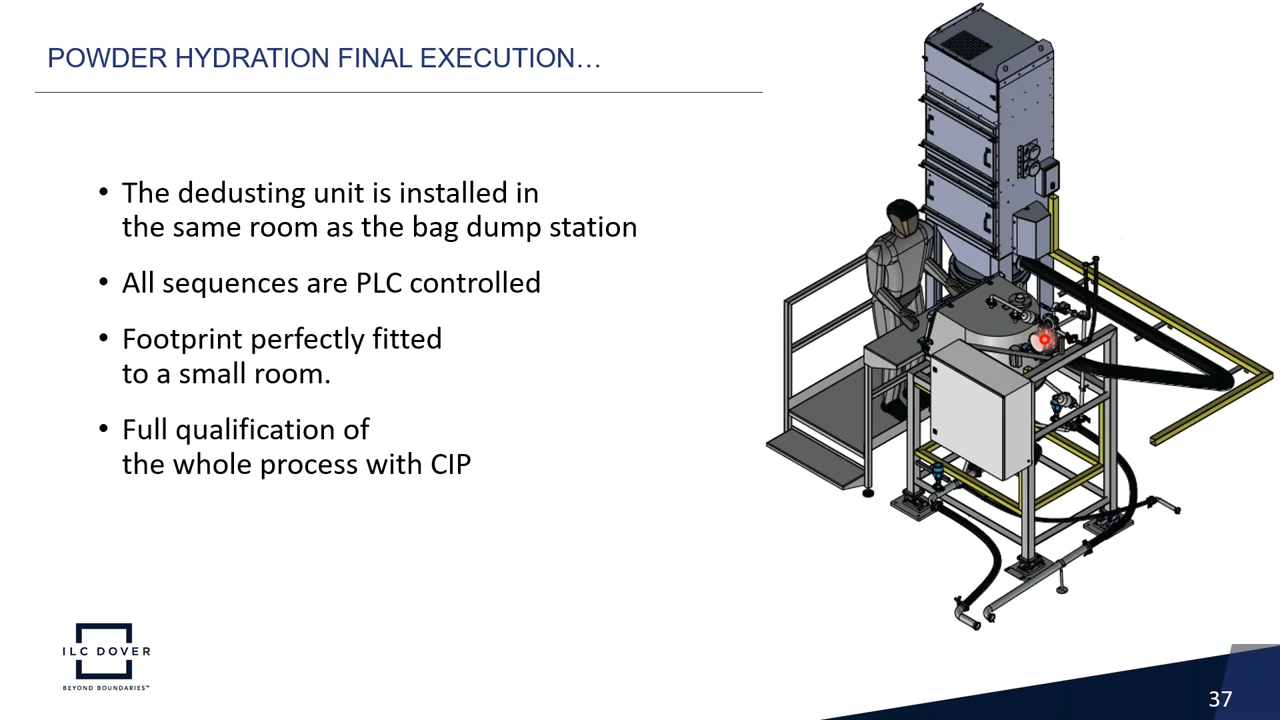 POWDER HYDRATION FINAL EXECUTION…
• The dedusting unit is installed in
the same room as the bag dump station
• All sequences are PLC controlled
• Footprint perfectly fitted
to a small room.
• Full qualification of
the whole process with CIP
ILC DOVER
BEYOND BOUNDARIES™
37